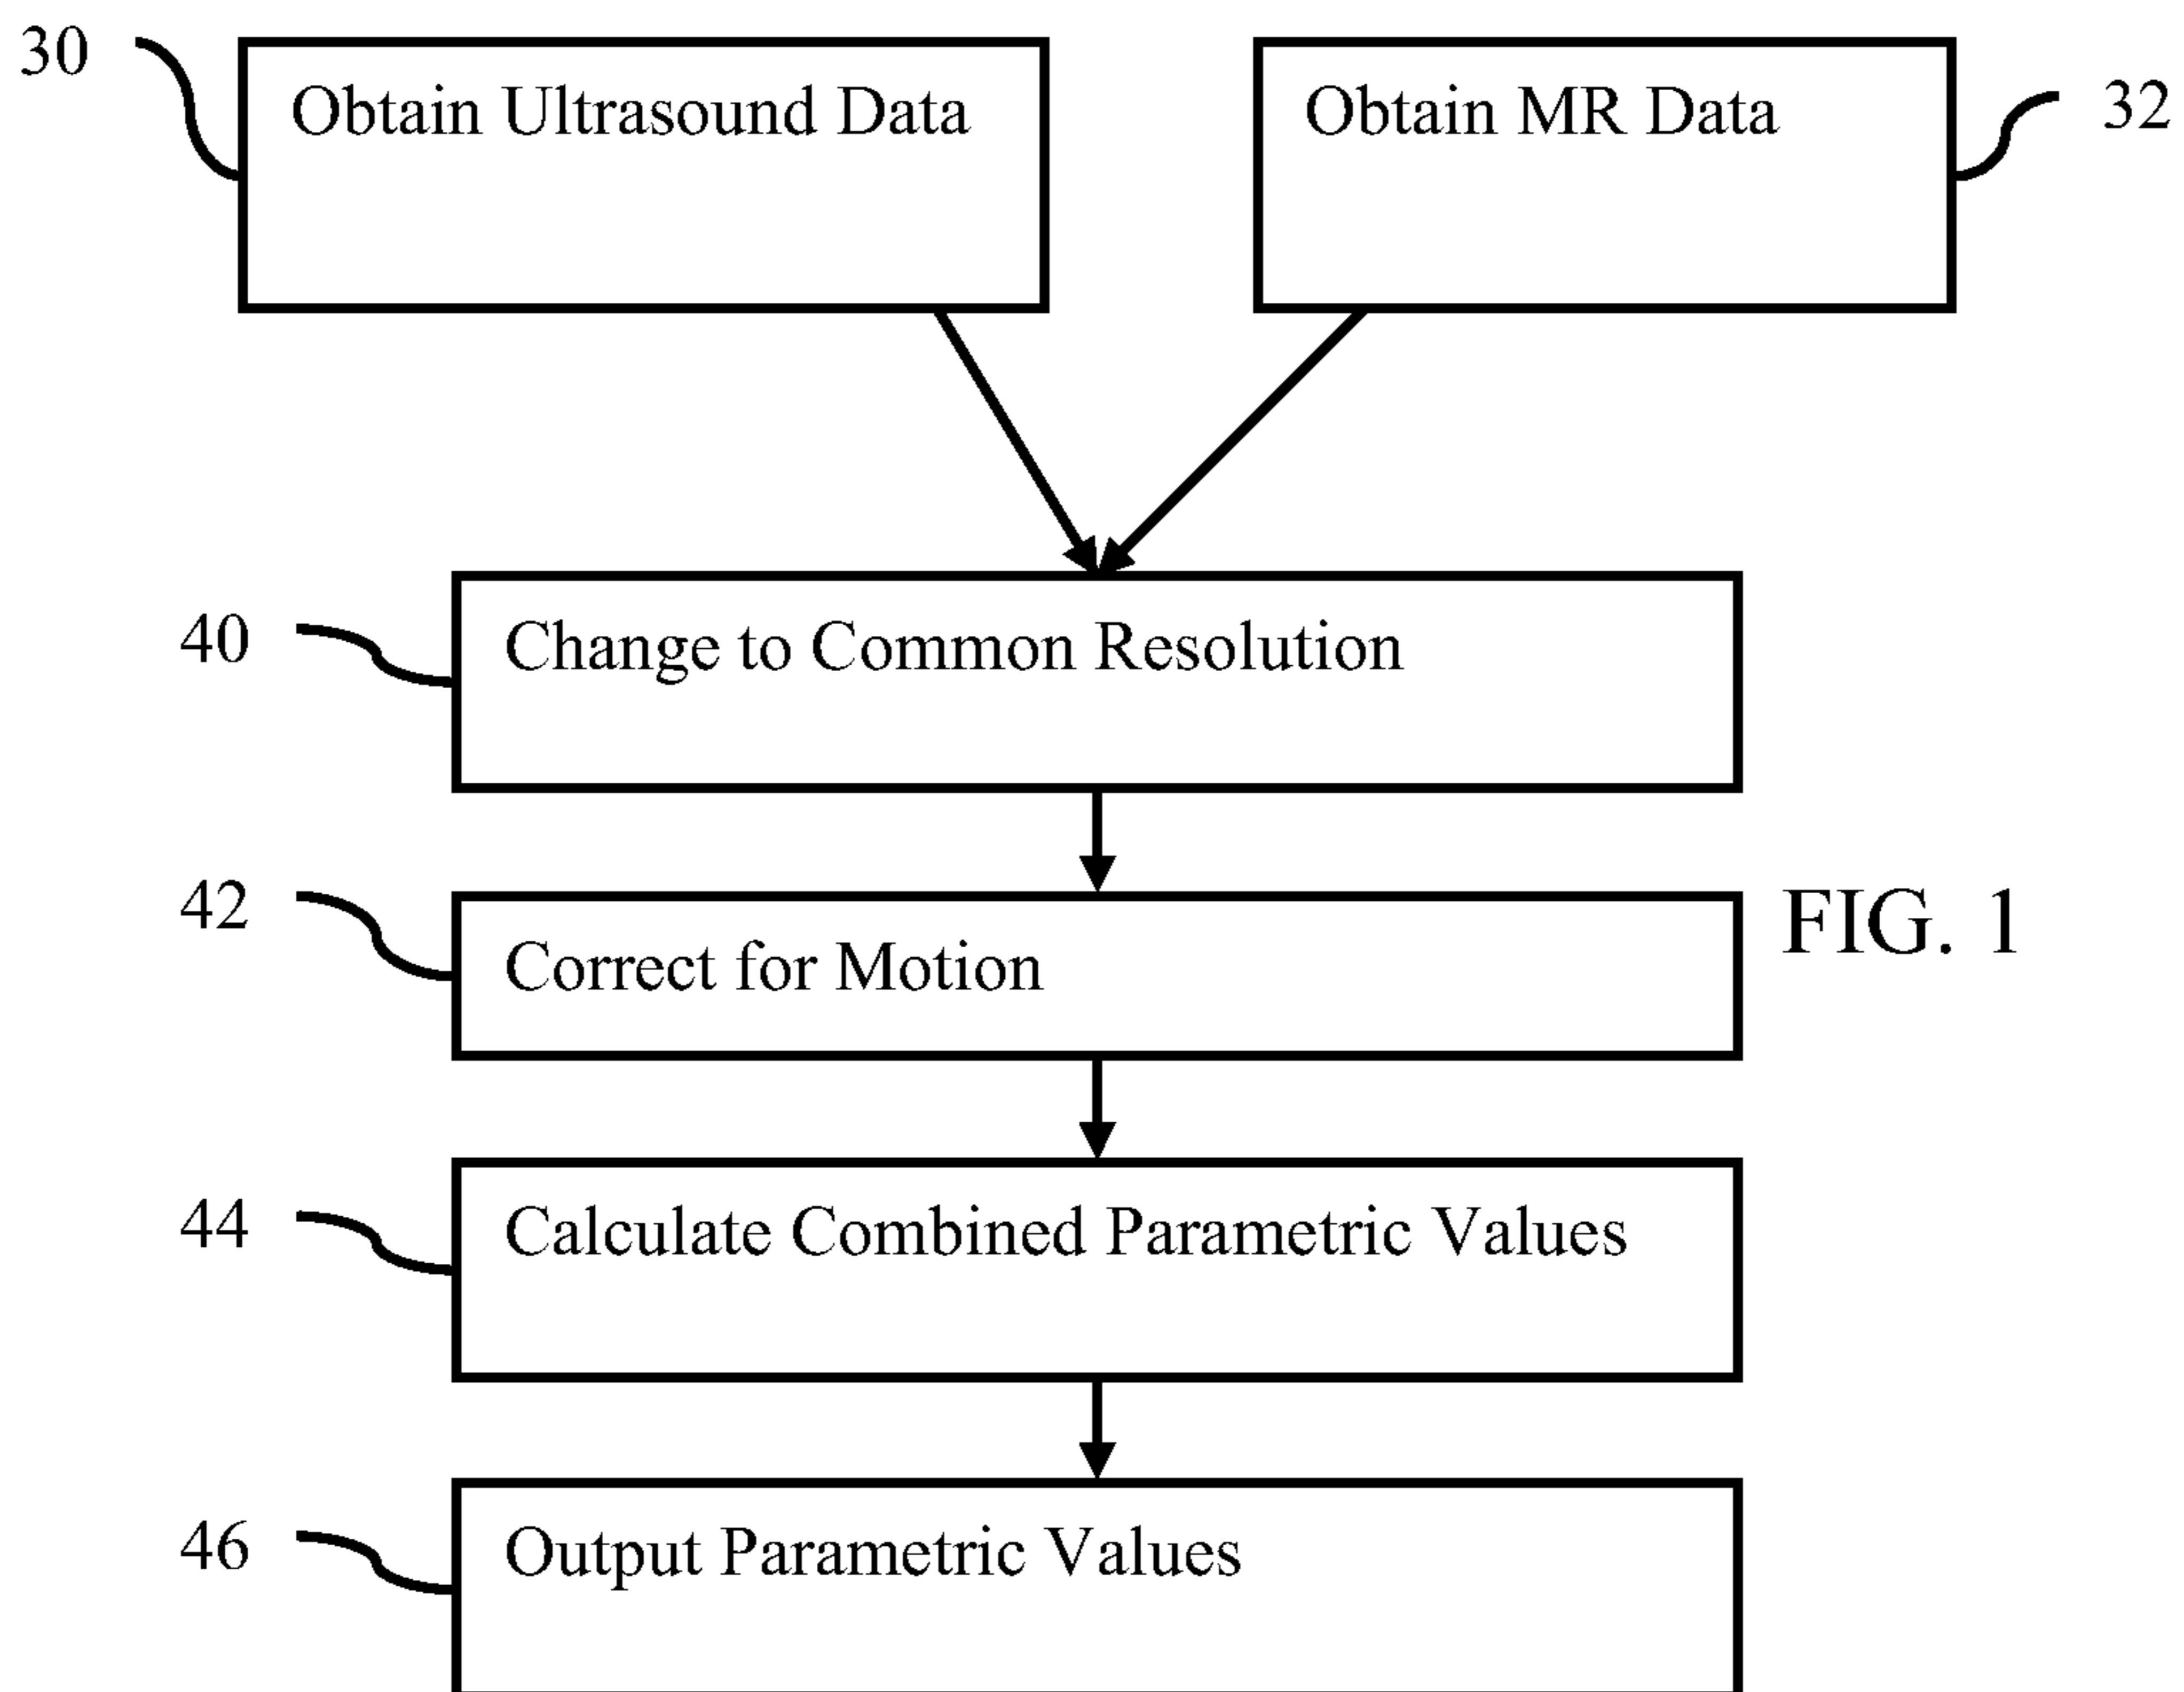 30
Obtain Ultrasound Data
Obtain MR Data
32
40
Change to Common Resolution
42
Correct for Motion
FIG. 1
44
Calculate Combined Parametric Values
46
Output Parametric Values